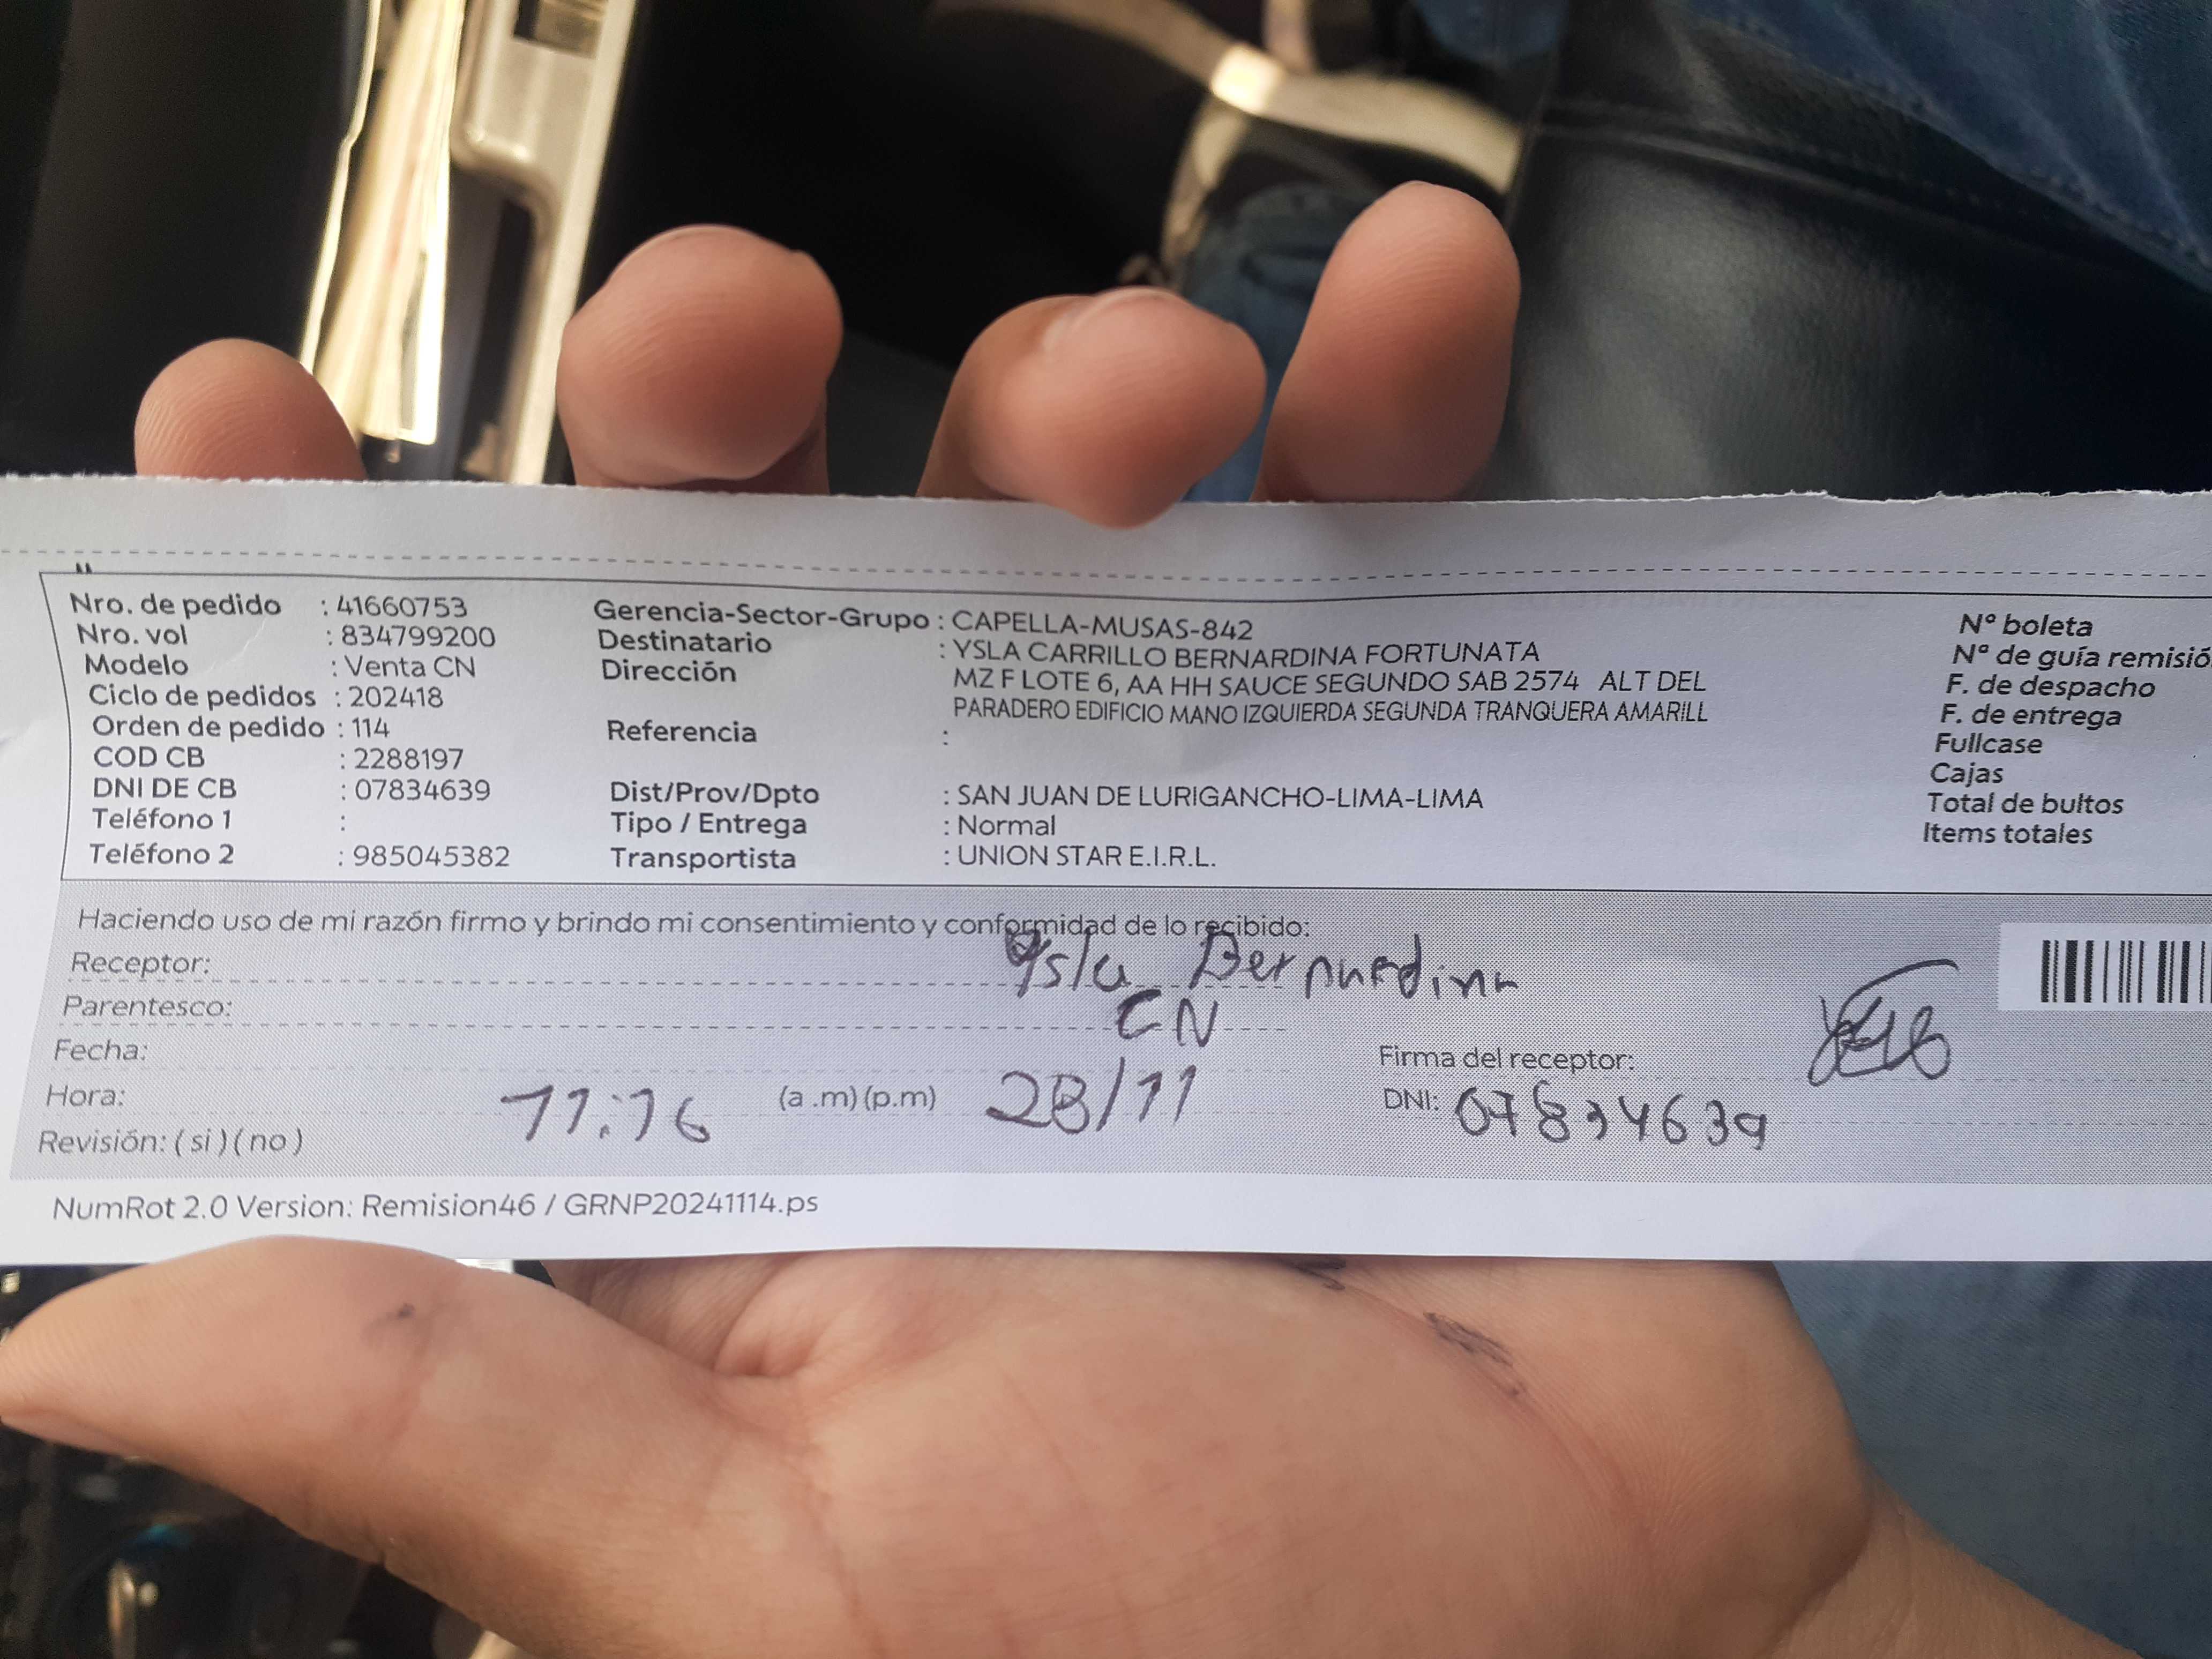 Nro. de pedido : 41660753
Nro. vol : 834799200
Modelo : Venta CN
Ciclo de pedidos : 202418
Orden de pedido : 114
COD CB : 2288197
DNI DE CB : 07834639
Teléfono 1 :
Teléfono 2 : 985045382
Gerencia-Sector-Grupo : CAPELLA-MUSAS-842
Destinatario : YSLA CARRILLO BERNARDINA FORTUNATA
Dirección MZ F LOTE 6, AA HH SAUCE SEGUNDO SAB 2574 ALT DEL
PARADERO EDIFICIO MANO IZQUIERDA SEGUNDA TRANQUERA AMARILL
Referencia :
Dist/Prov/Dpto : SAN JUAN DE LURIGANCHO-LIMA-LIMA
Tipo / Entrega : Normal
Transportista : UNION STAR E.I.R.L.
N° boleta
N° de guía remisió
F. de despacho
F. de entrega
Fullcase
Cajas
Total de bultos
Items totales
Haciendo uso de mi razón firmo y brindo mi consentimiento y conformidad de lo recibido:
Receptor: Ysla Bernardina
Parentesco: CN
Fecha: 28/11
Hora: 11:16 (a .m) (p.m)
Revisión: ( si ) ( no )
Firma del receptor:
DNI: 07834639
NumRot 2.0 Version: Remision46 / GRNP20241114.ps